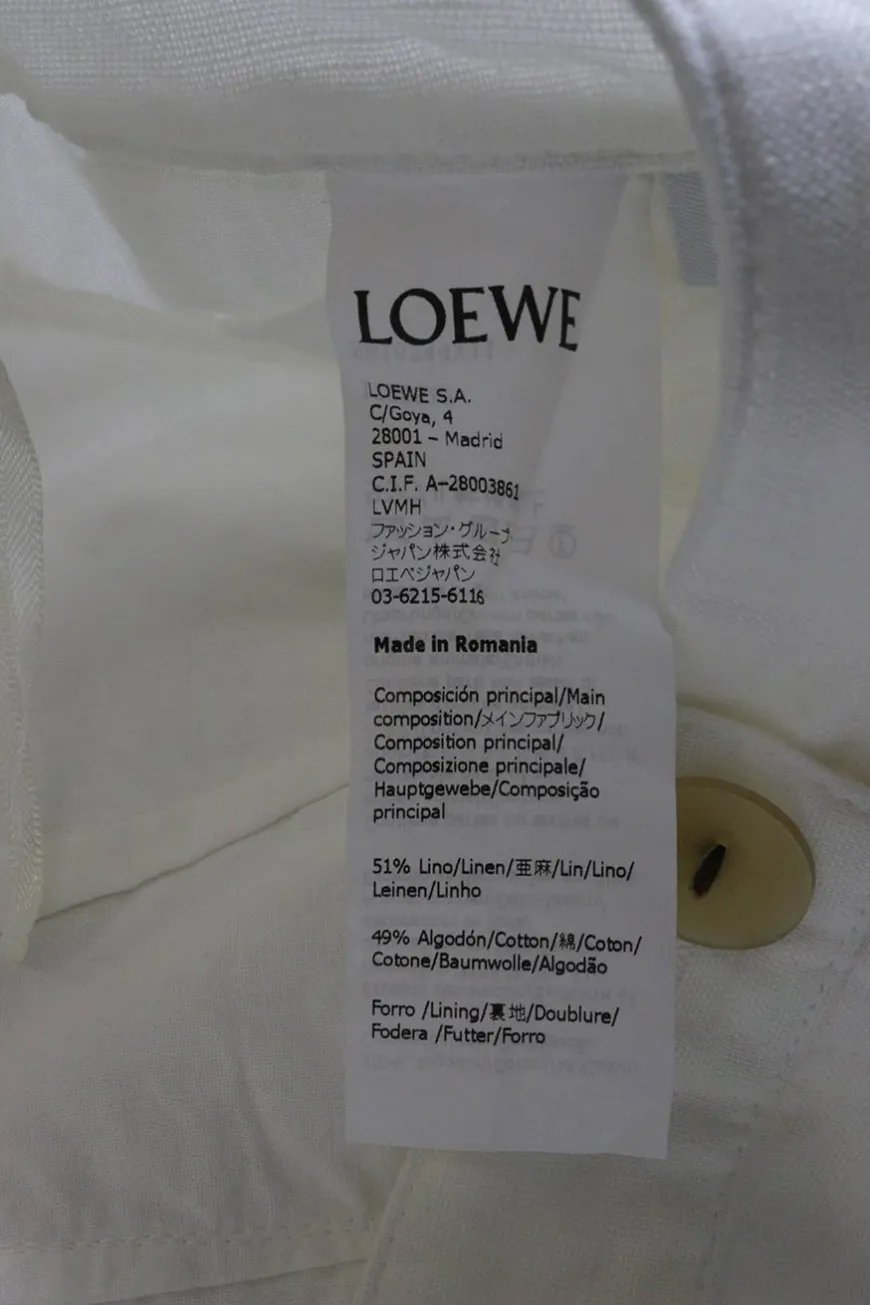 LOEWE
LOEWE S.A.
C/Goya, 4
28001 – Madrid
SPAIN
C.I.F. A–28003861
LVMH
ファッション・グループ
ジャパン株式会社
ロエベジャパン
03-6215-6116
Made in Romania
Composición principal/Main
composition/メインファブリック/
Composition principal/
Composizione principale/
Hauptgewebe/Composição
principal
51% Lino/Linen/亜麻/Lin/Lino/
Leinen/Linho
49% Algodón/Cotton/綿/Coton/
Cotone/Baumwolle/Algodão
Forro /Lining/裏地/Doublure/
Fodera /Futter/Forro